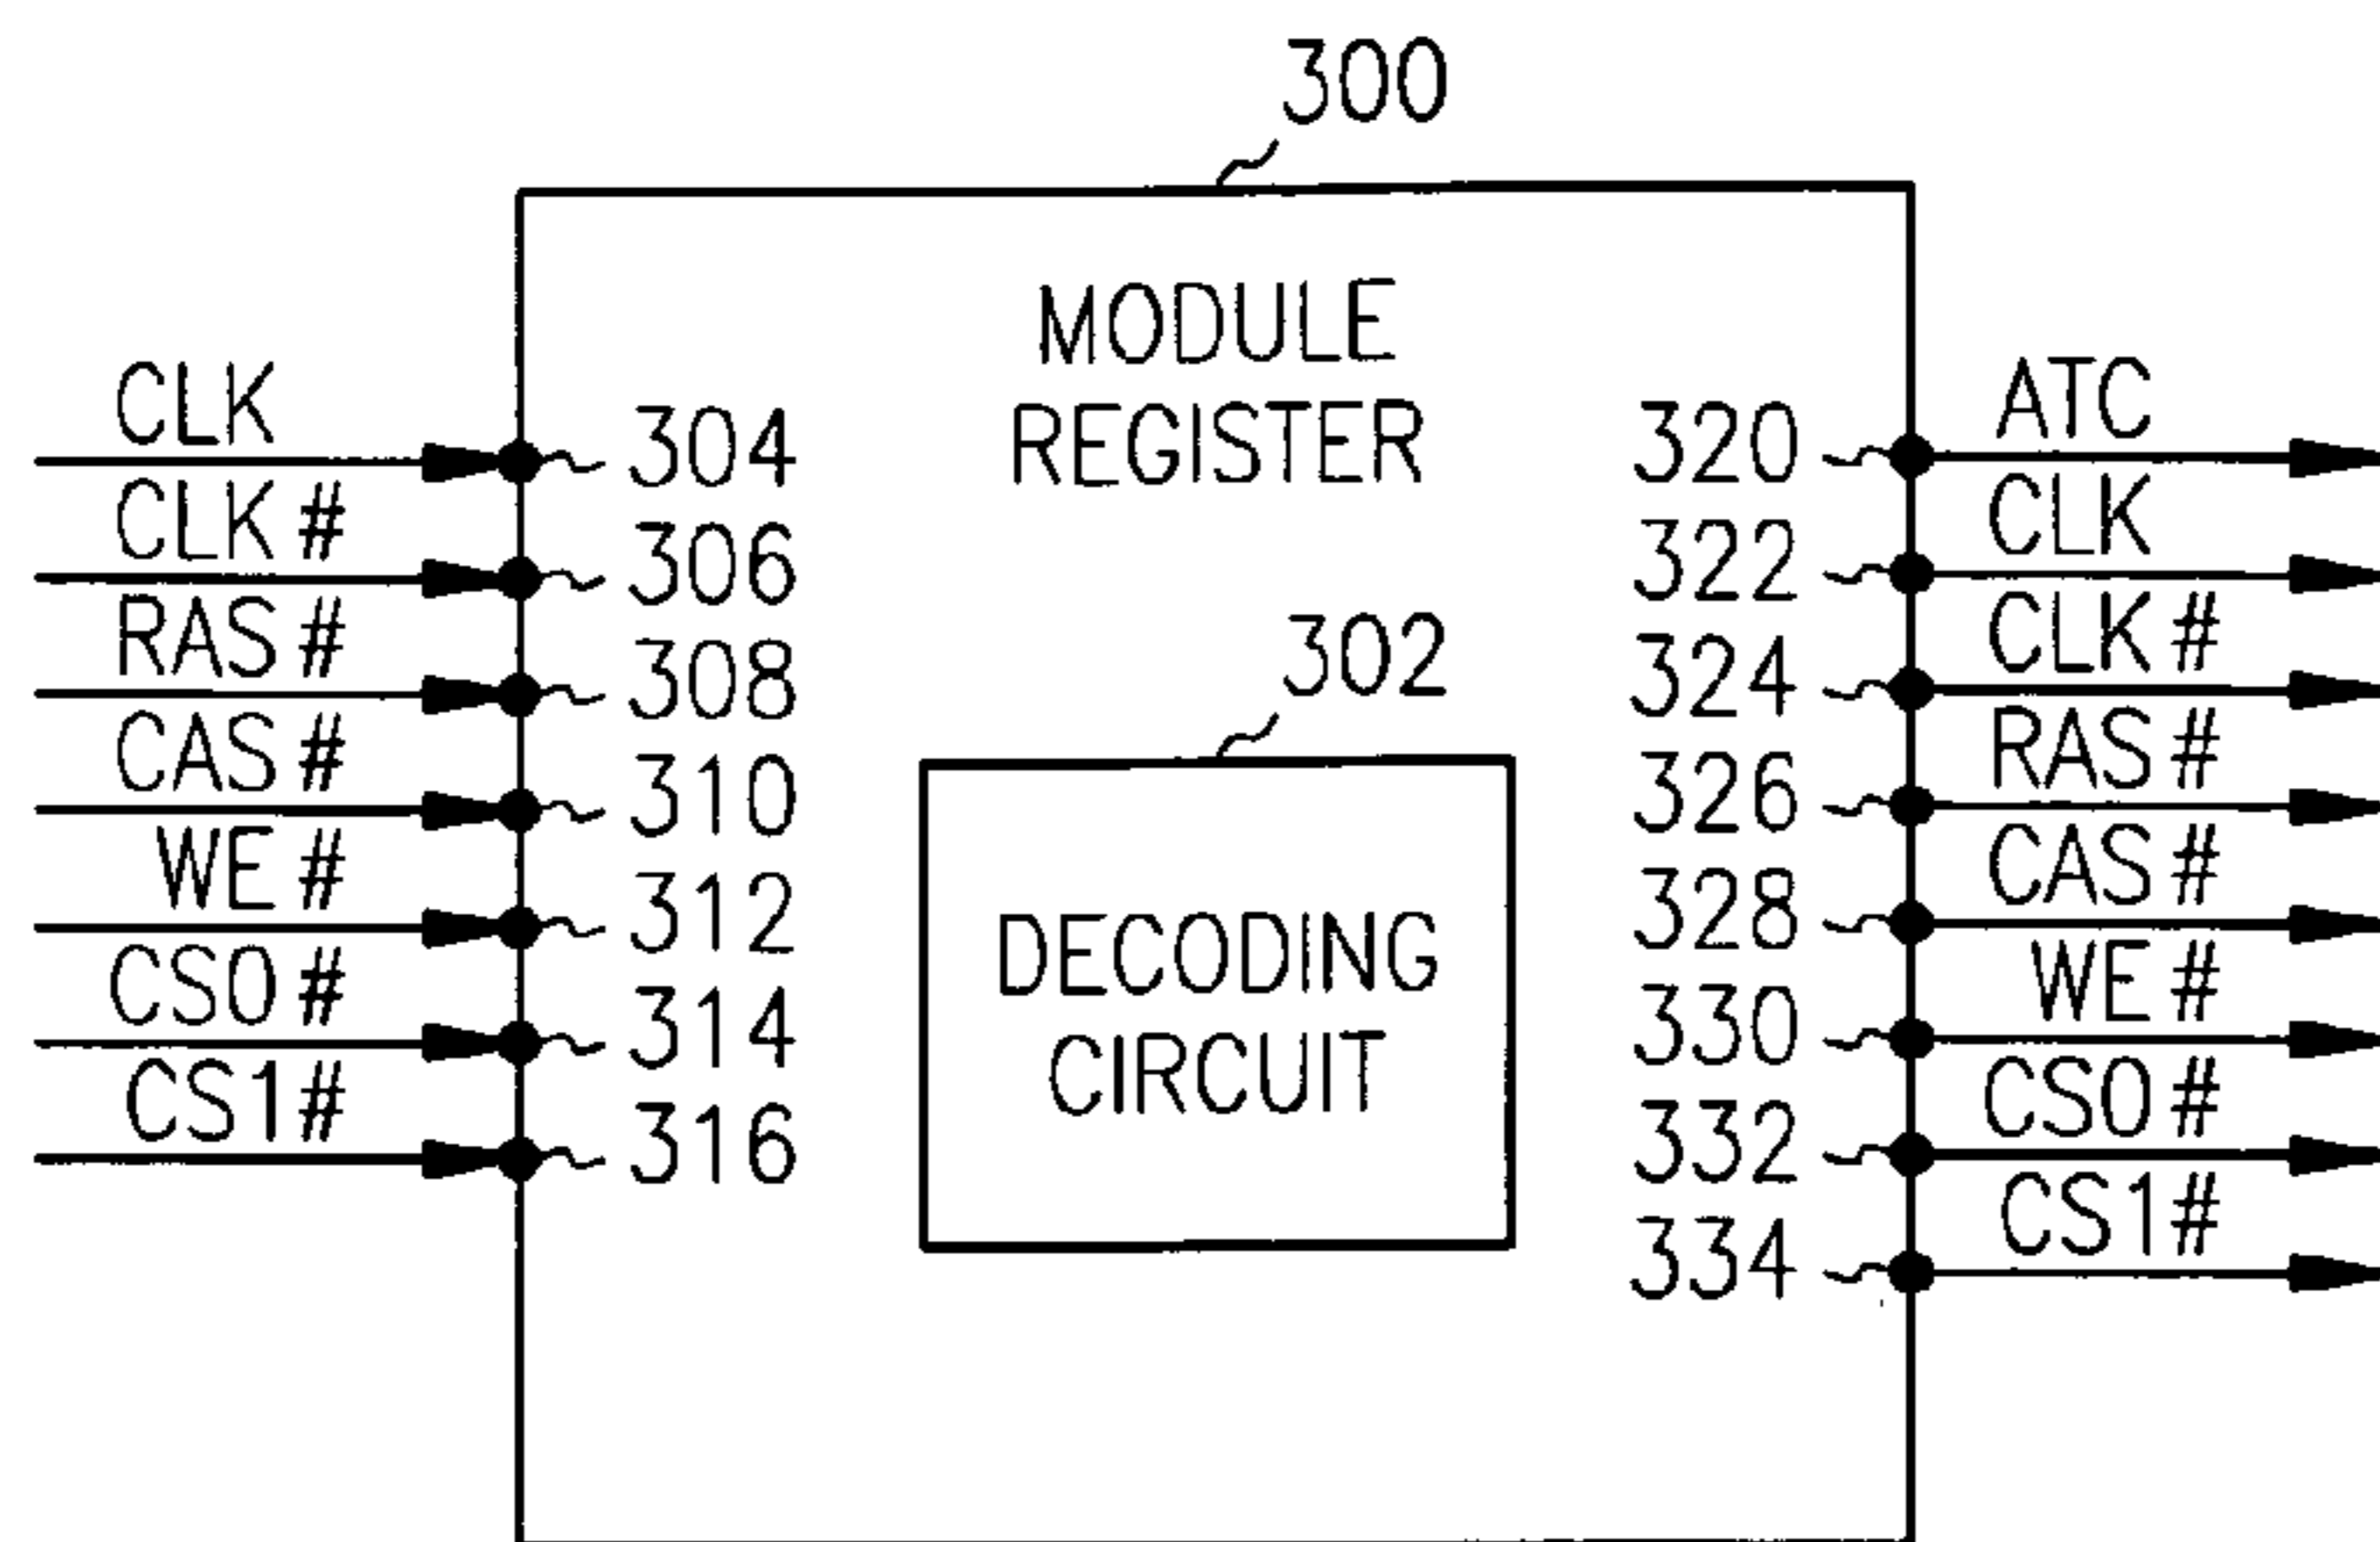 300
MODULE
REGISTER
CLK
304
CLK#
306
RAS#
308
CAS#
310
WE#
312
CS0#
314
CS1#
316
302
DECODING
CIRCUIT
320
ATC
322
CLK
324
CLK#
326
RAS#
328
CAS#
330
WE#
332
CS0#
334
CS1#